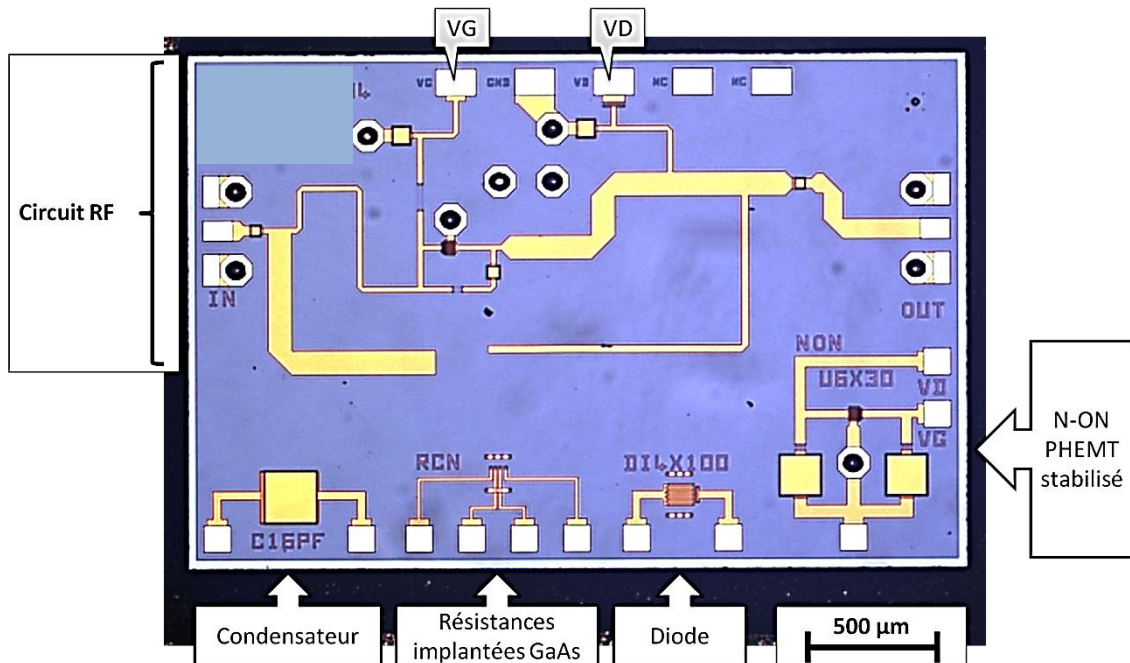 VG
VD
VG
GND
VD
NC
NC
Circuit RF
IN
OUT
NON
U6X30
VD
VG
N-ON
PHEMT
stabilisé
RCN
DI4X100
C16PF
Condensateur
Résistances
implantées GaAs
Diode
500 µm